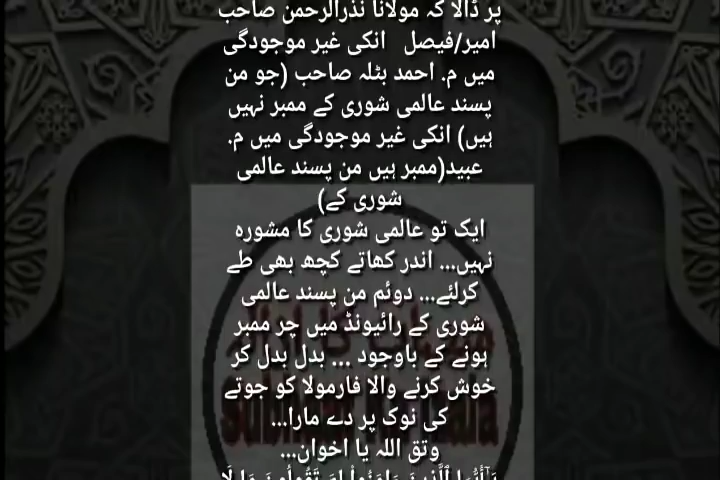 پر ڈالا کہ مولانا نذرالرحمن صاحب
امیر/فیصل انکی غیر موجودگی
میں م. احمد بٹلہ صاحب (جو من
پسند عالمی شوری کے ممبر نہیں
ہیں) انکی غیر موجودگی میں م.
عبید(ممبر ہیں من پسند عالمی
شوری کے)
ایک تو عالمی شوری کا مشورہ
نہیں... اندر کھاتے کچھ بھی طے
کرلئے... دوئم من پسند عالمی
شوری کے رائیونڈ میں چر ممبر
ہونے کے باوجود ... بدل بدل کر
خوش کرنے والا فارمولا کو جوتے
کی نوک پر دے مارا...
وتق اللہ یا اخوان...